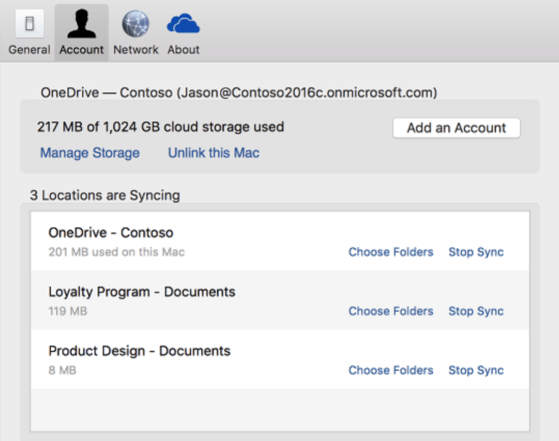 General Account Network About
OneDrive — Contoso (Jason@Contoso2016c.onmicrosoft.com)
217 MB of 1,024 GB cloud storage used
Add an Account
Manage Storage Unlink this Mac
3 Locations are Syncing
OneDrive - Contoso
201 MB used on this Mac Choose Folders Stop Sync
Loyalty Program - Documents
119 MB Choose Folders Stop Sync
Product Design - Documents
8 MB Choose Folders Stop Sync